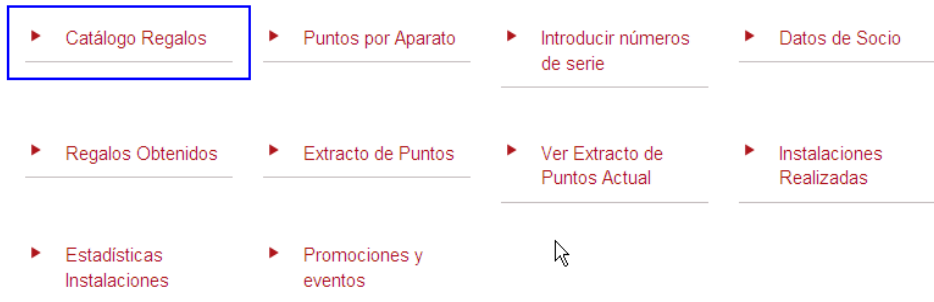 Catálogo Regalos
Puntos por Aparato
Introducir números
de serie
Datos de Socio
Regalos Obtenidos
Extracto de Puntos
Ver Extracto de
Puntos Actual
Instalaciones
Realizadas
Estadísticas
Instalaciones
Promociones y
eventos